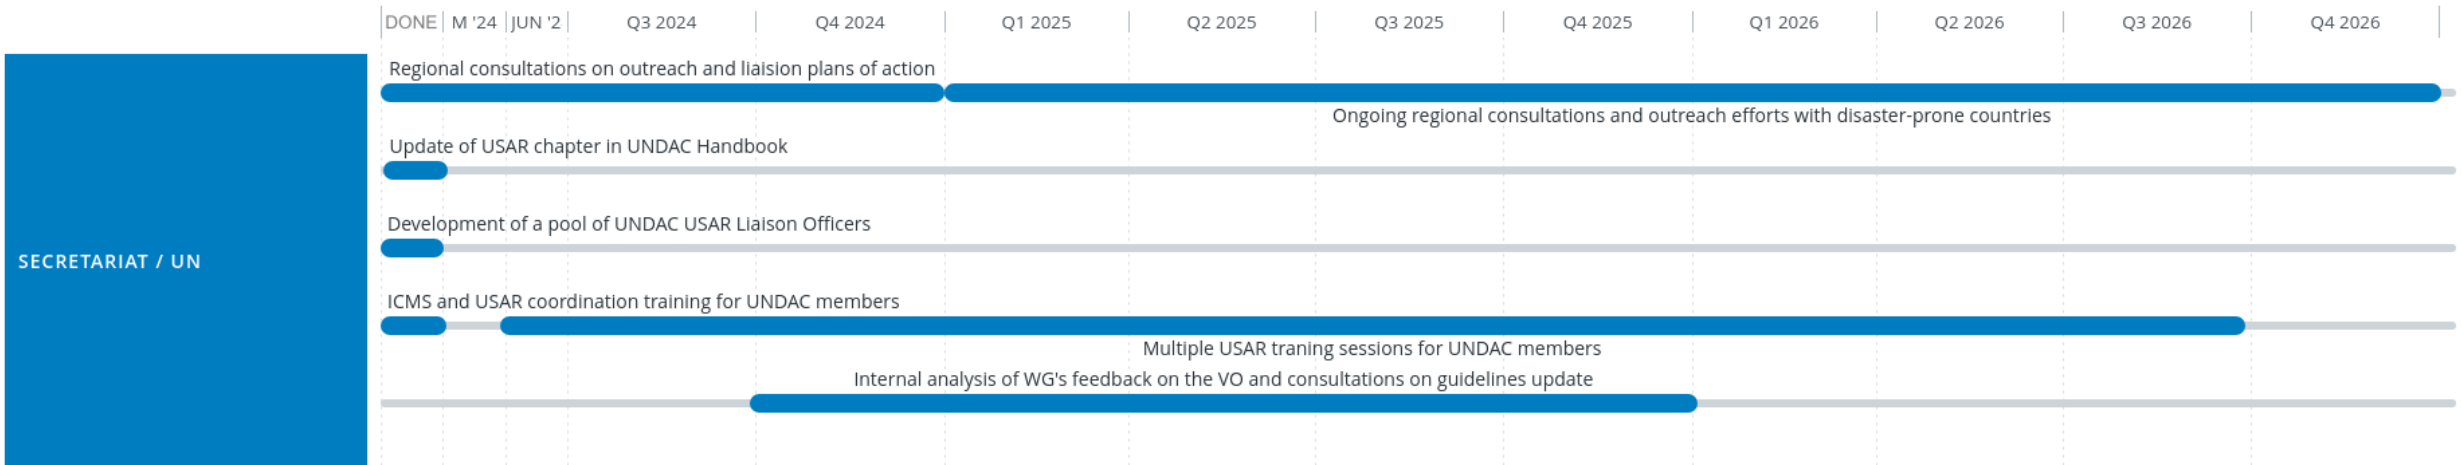 DONE M '24 JUN '2 Q3 2024 Q4 2024 Q1 2025 Q2 2025 Q3 2025 Q4 2025 Q1 2026 Q2 2026 Q3 2026 Q4 2026
Regional consultations on outreach and liaision plans of action
Ongoing regional consultations and outreach efforts with disaster-prone countries
Update of USAR chapter in UNDAC Handbook
Development of a pool of UNDAC USAR Liaison Officers
SECRETARIAT / UN
ICMS and USAR coordination training for UNDAC members
Multiple USAR traning sessions for UNDAC members
Internal analysis of WG's feedback on the VO and consultations on guidelines update